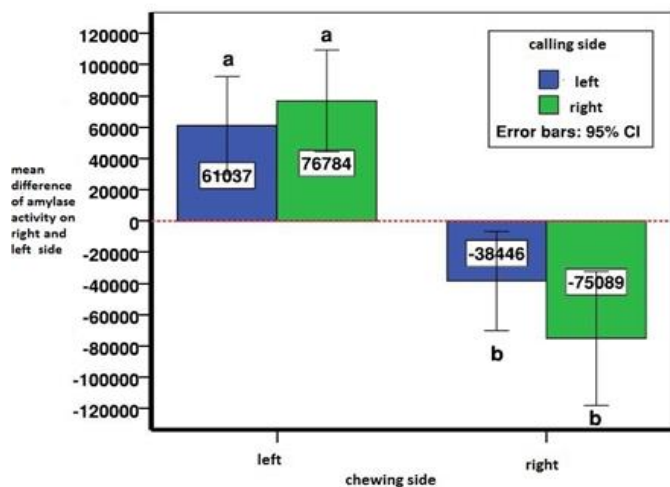 120000
100000
80000
60000
40000
20000
0
-20000
-40000
-60000
-80000
-100000
-120000
mean
difference
of amylase
activity on
right and
left side
a
a
61037
76784
-38446
-75089
b
b
calling side
left
right
Error bars: 95% CI
left
right
chewing side